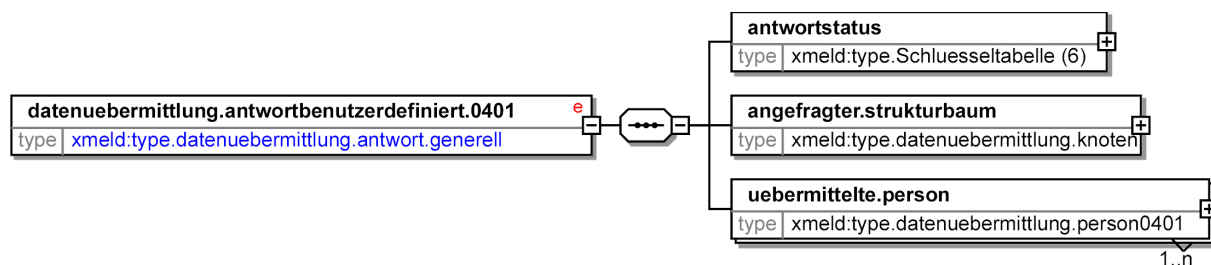 antwortstatus
type xmeld:type.Schluesseltabelle (6)
datenuebermittlung.antwortbenutzerdefiniert.0401 e
type xmeld:type.datenuebermittlung.antwort.generell
angefragter.strukturbaum
type xmeld:type.datenuebermittlung.knoten
uebermittelte.person
type xmeld:type.datenuebermittlung.person0401
1..n